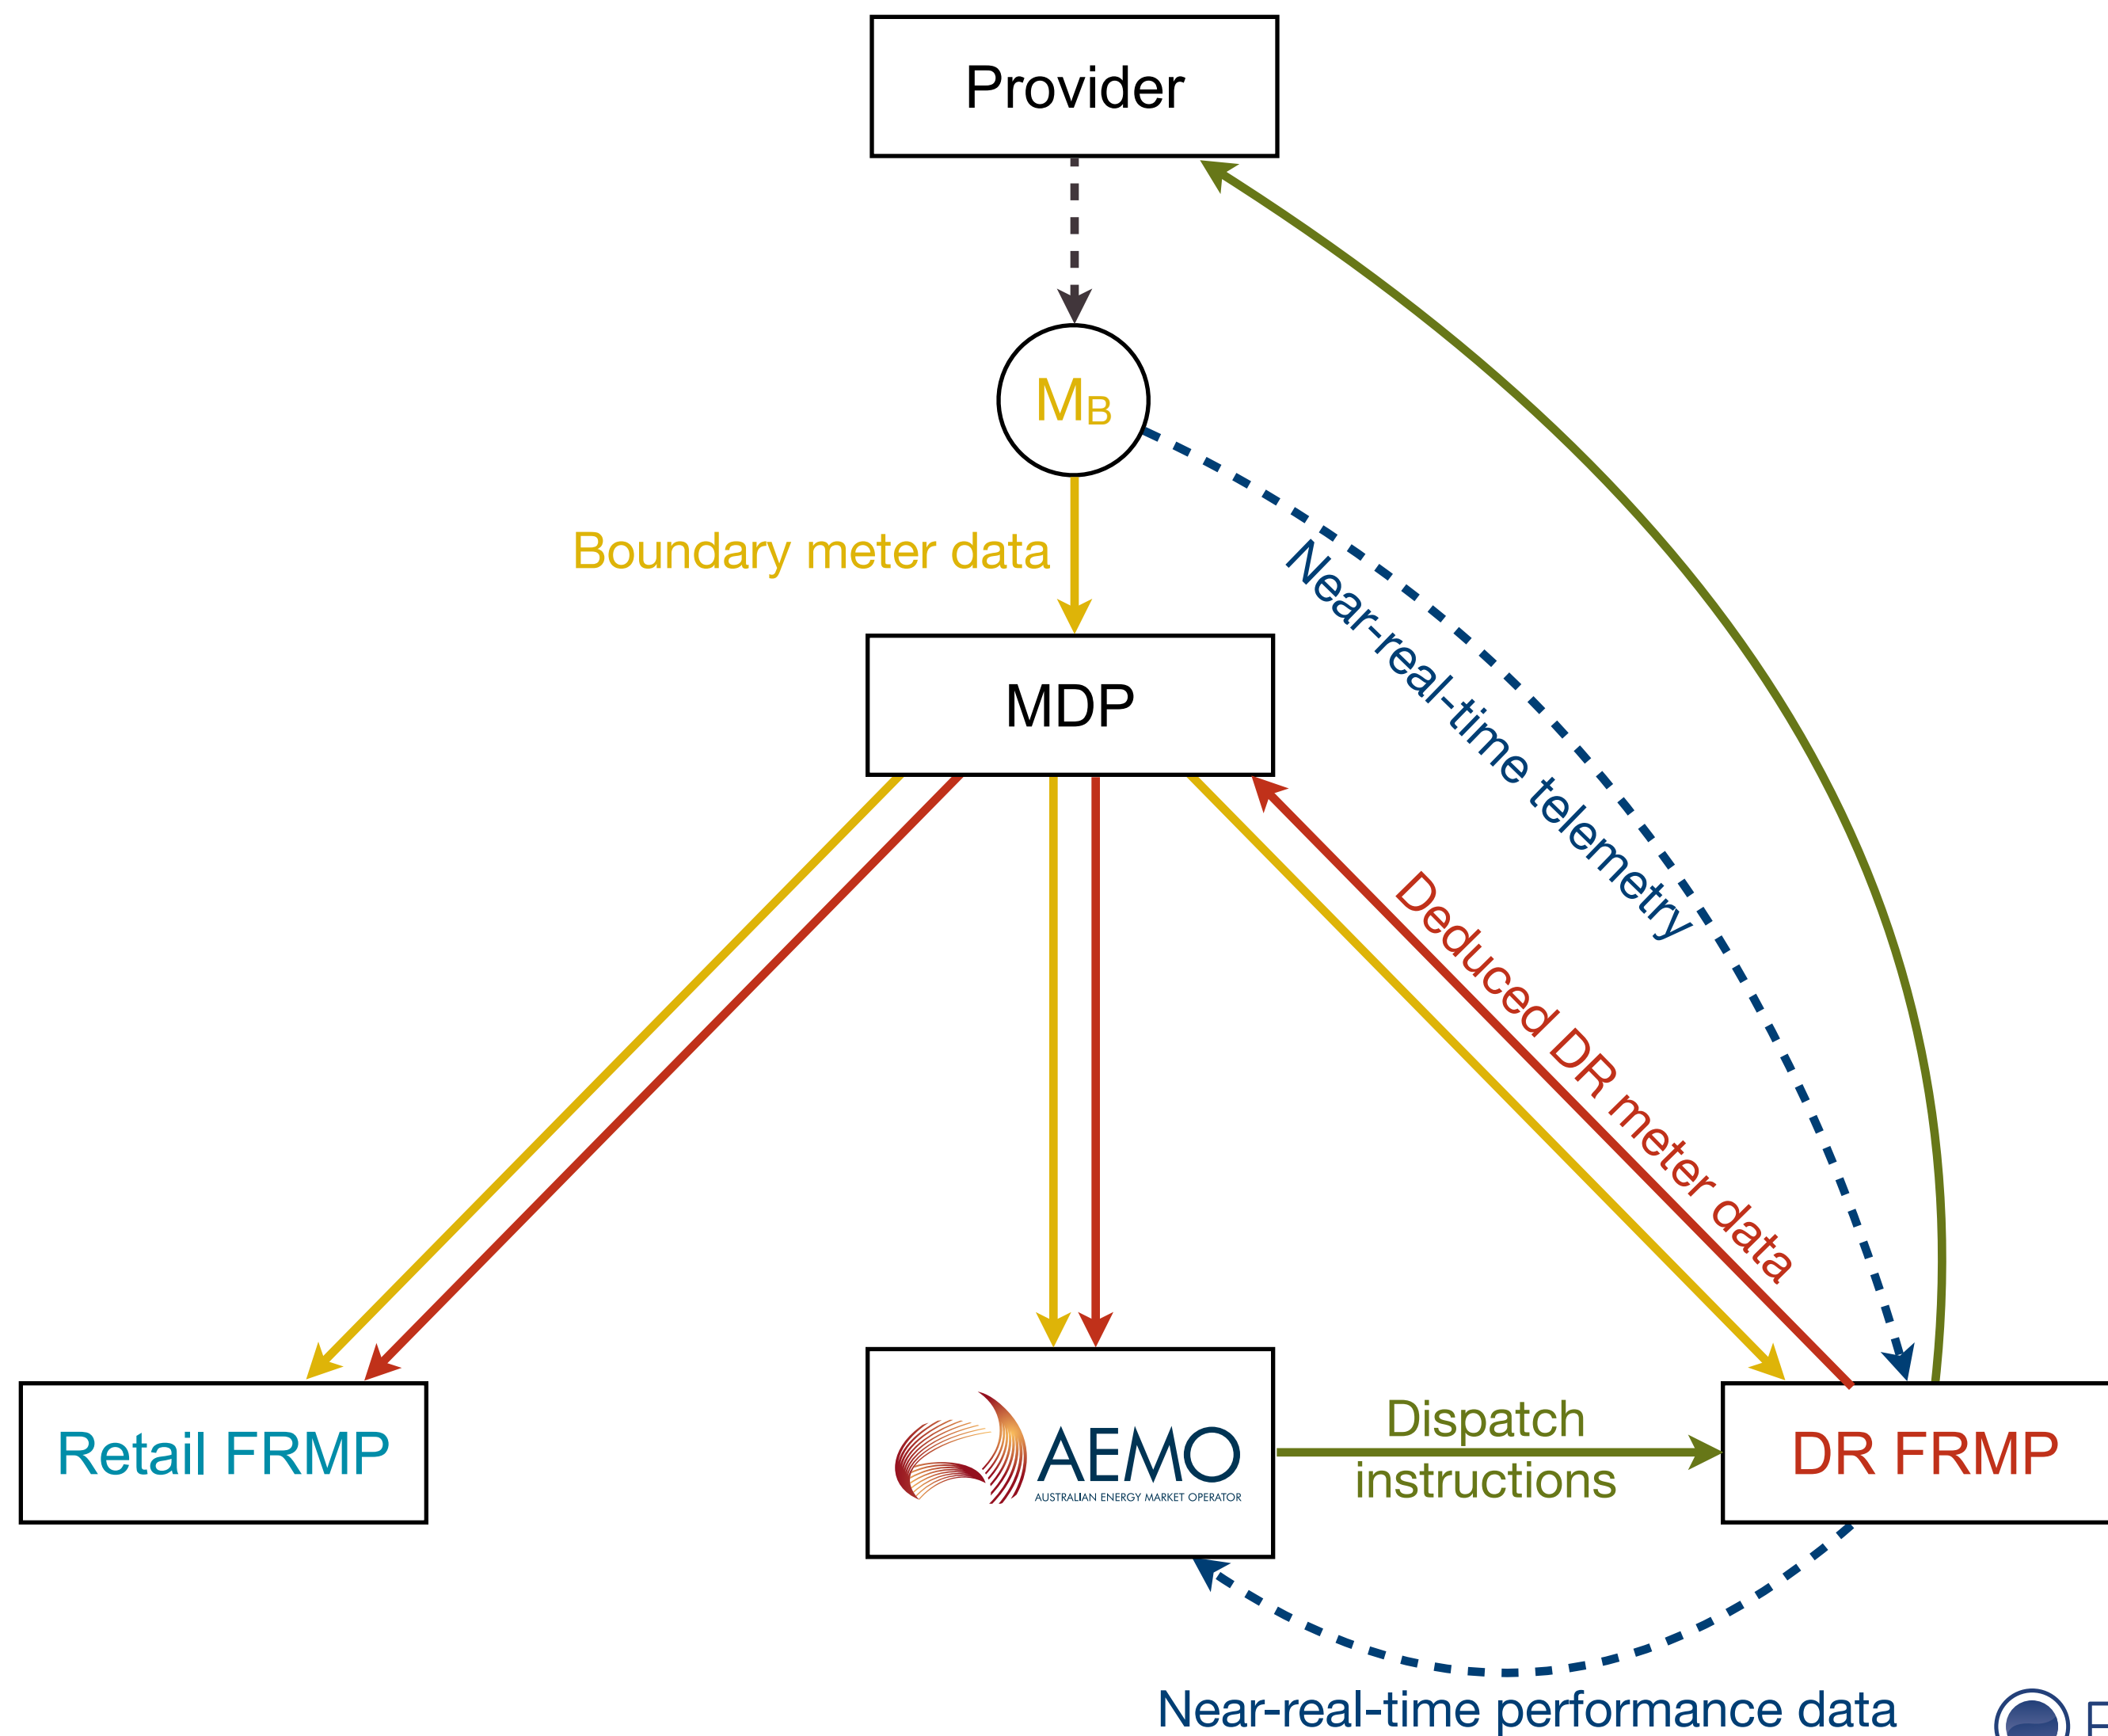 Provider
MB
Boundary meter data
Near-real-time telemetry
MDP
Deduced DR meter data
Retail FRMP
AEMO
AUSTRALIAN ENERGY MARKET OPERATOR
Dispatch
instructions
DR FRMP
Near-real-time performance data